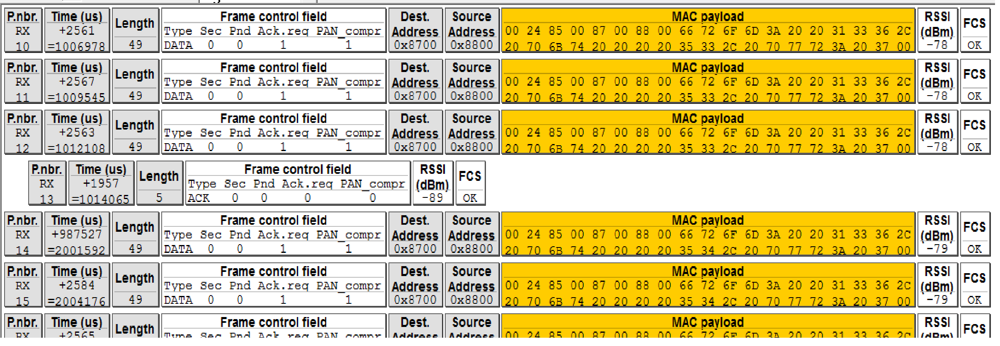 P.nbr. Time (us) Length Frame control field Dest. Source MAC payload RSSI FCS
RX +2561 Type Sec Pnd Ack.req PAN_compr Address Address 00 24 85 00 87 00 88 00 66 72 6F 6D 3A 20 20 31 33 36 2C (dBm)
10 =1006978 49 DATA 0 0 1 1 0x8700 0x8800 20 70 6B 74 20 20 20 20 35 33 2C 20 70 77 72 3A 20 37 00 -78 OK
P.nbr. Time (us) Length Frame control field Dest. Source MAC payload RSSI FCS
RX +2567 Type Sec Pnd Ack.req PAN_compr Address Address 00 24 85 00 87 00 88 00 66 72 6F 6D 3A 20 20 31 33 36 2C (dBm)
11 =1009545 49 DATA 0 0 1 1 0x8700 0x8800 20 70 6B 74 20 20 20 20 35 33 2C 20 70 77 72 3A 20 37 00 -78 OK
P.nbr. Time (us) Length Frame control field Dest. Source MAC payload RSSI FCS
RX +2563 Type Sec Pnd Ack.req PAN_compr Address Address 00 24 85 00 87 00 88 00 66 72 6F 6D 3A 20 20 31 33 36 2C (dBm)
12 =1012108 49 DATA 0 0 1 1 0x8700 0x8800 20 70 6B 74 20 20 20 20 35 33 2C 20 70 77 72 3A 20 37 00 -78 OK
P.nbr. Time (us) Length Frame control field RSSI FCS
RX +1957 Type Sec Pnd Ack.req PAN_compr (dBm)
13 =1014065 5 ACK 0 0 0 0 -89 OK
P.nbr. Time (us) Length Frame control field Dest. Source MAC payload RSSI FCS
RX +987527 Type Sec Pnd Ack.req PAN_compr Address Address 00 24 85 00 87 00 88 00 66 72 6F 6D 3A 20 20 31 33 36 2C (dBm)
14 =2001592 49 DATA 0 0 1 1 0x8700 0x8800 20 70 6B 74 20 20 20 20 35 34 2C 20 70 77 72 3A 20 37 00 -79 OK
P.nbr. Time (us) Length Frame control field Dest. Source MAC payload RSSI FCS
RX +2584 Type Sec Pnd Ack.req PAN_compr Address Address 00 24 85 00 87 00 88 00 66 72 6F 6D 3A 20 20 31 33 36 2C (dBm)
15 =2004176 49 DATA 0 0 1 1 0x8700 0x8800 20 70 6B 74 20 20 20 20 35 34 2C 20 70 77 72 3A 20 37 00 -79 OK
P.nbr. Time (us) Length Frame control field Dest. Source MAC payload RSSI FCS
RX +2565 Type Sec Pnd Ack.req PAN_compr Address Address 00 24 85 00 87 00 88 00 66 72 6F 6D 3A 20 20 31 33 36 2C (dBm)